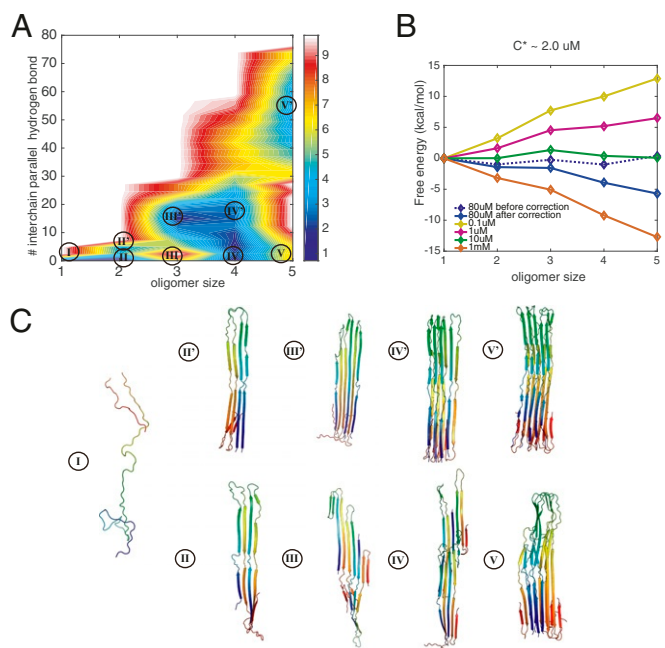 A
# interchain parallel hydrogen bond
80
70
60
50
40
30
20
10
0
1
2
3
4
5
oligomer size
9
8
7
6
5
4
3
2
1
I
II'
II
III'
III
IV'
IV
V'
V
B
C* ~ 2.0 uM
Free energy (kcal/mol)
15
10
5
0
-5
-10
-15
80uM before correction
80uM after correction
0.1uM
1uM
10uM
1mM
1
2
3
4
5
oligomer size
C
II'
III'
IV'
V'
I
II
III
IV
V